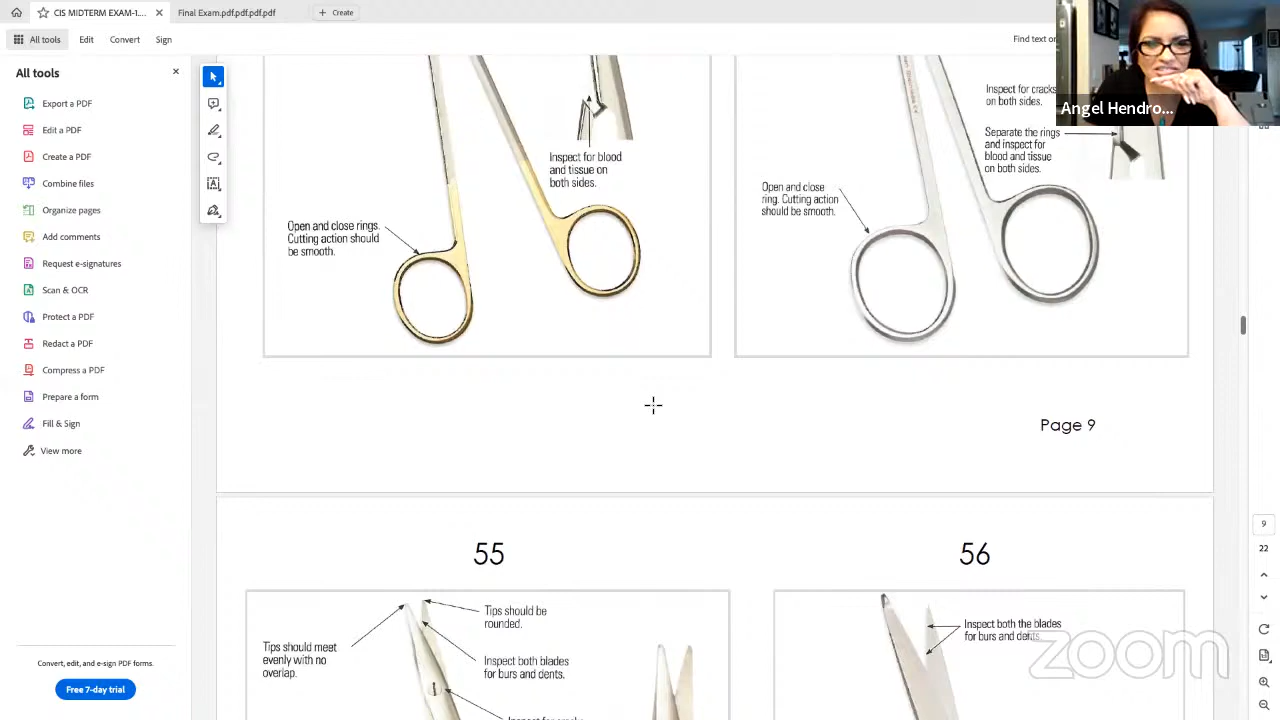 CIS MIDTERM EXAM-1....
Final Exam.pdf.pdf.pdf.pdf
Create
All tools
Edit
Convert
Sign
Find text or
All tools
Export a PDF
Edit a PDF
Create a PDF
Combine files
Organize pages
Add comments
Request e-signatures
Scan & OCR
Protect a PDF
Redact a PDF
Compress a PDF
Prepare a form
Fill & Sign
View more
Convert, edit, and e-sign PDF forms.
Free 7-day trial
Angel Hendro...
Inspect for blood
and tissue on
both sides.
Open and close rings.
Cutting action should
be smooth.
Inspect for cracks
on both sides.
Separate the rings
and inspect for
blood and tissue
on both sides.
Open and close
ring. Cutting action
should be smooth.
Page 9
55
56
Tips should be
rounded.
Tips should meet
evenly with no
overlap.
Inspect both blades
for burs and dents.
Inspect both the blades
for burs and dents.
9
22
zoom